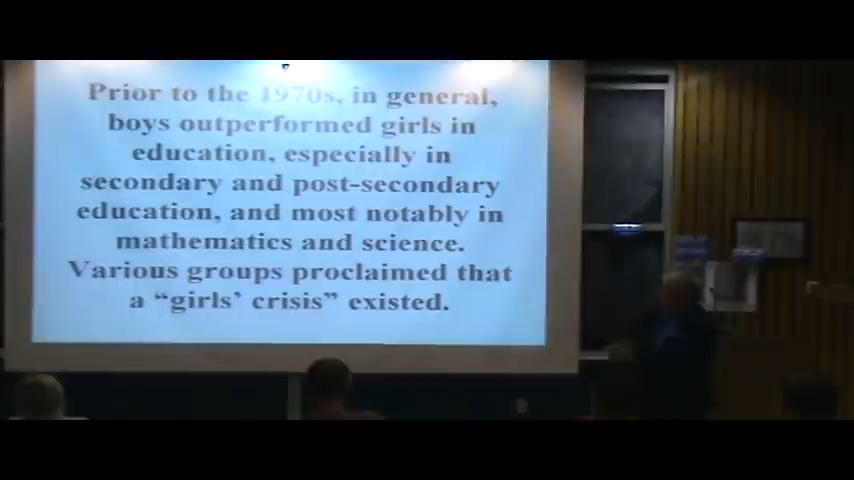 Prior to the 1970s, in general,
boys outperformed girls in
education, especially in
secondary and post-secondary
education, and most notably in
mathematics and science.
Various groups proclaimed that
a “girls’ crisis” existed.